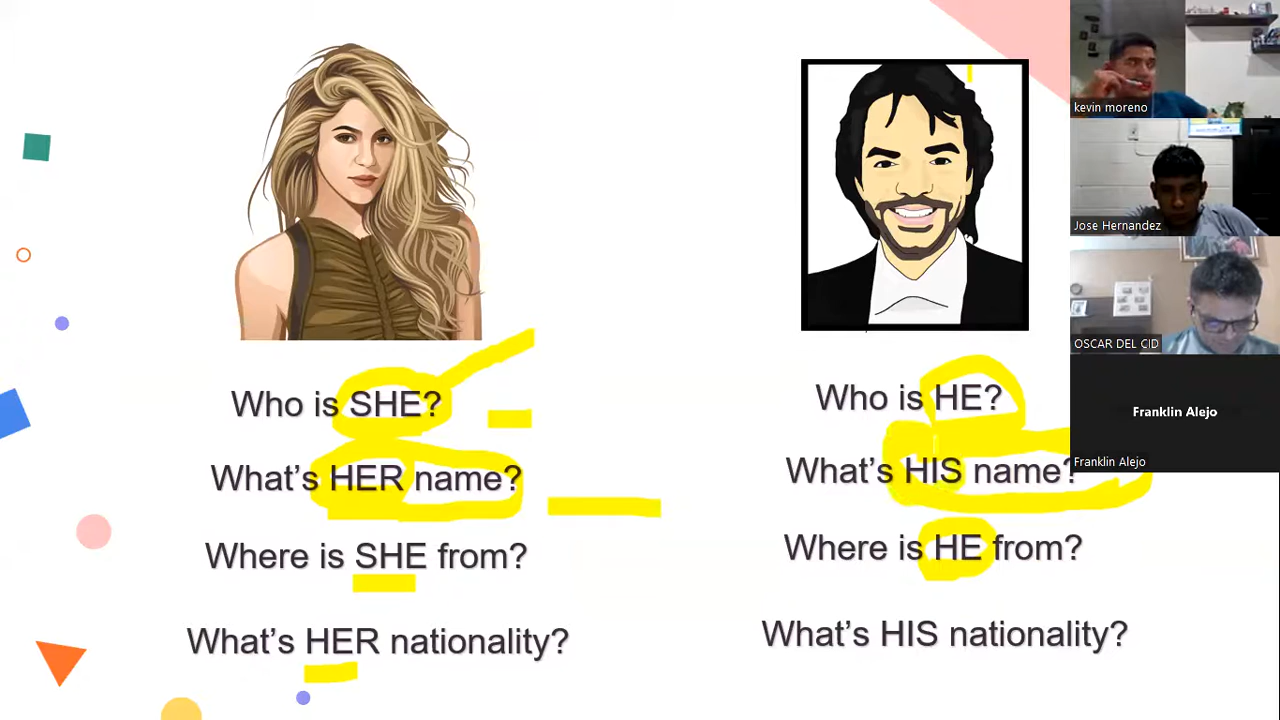 Who is SHE?
What's HER name?
Where is SHE from?
What's HER nationality?
Who is HE?
What's HIS name?
Where is HE from?
What's HIS nationality?
kevin moreno
Jose Hernandez
OSCAR DEL CID
Franklin Alejo
Franklin Alejo